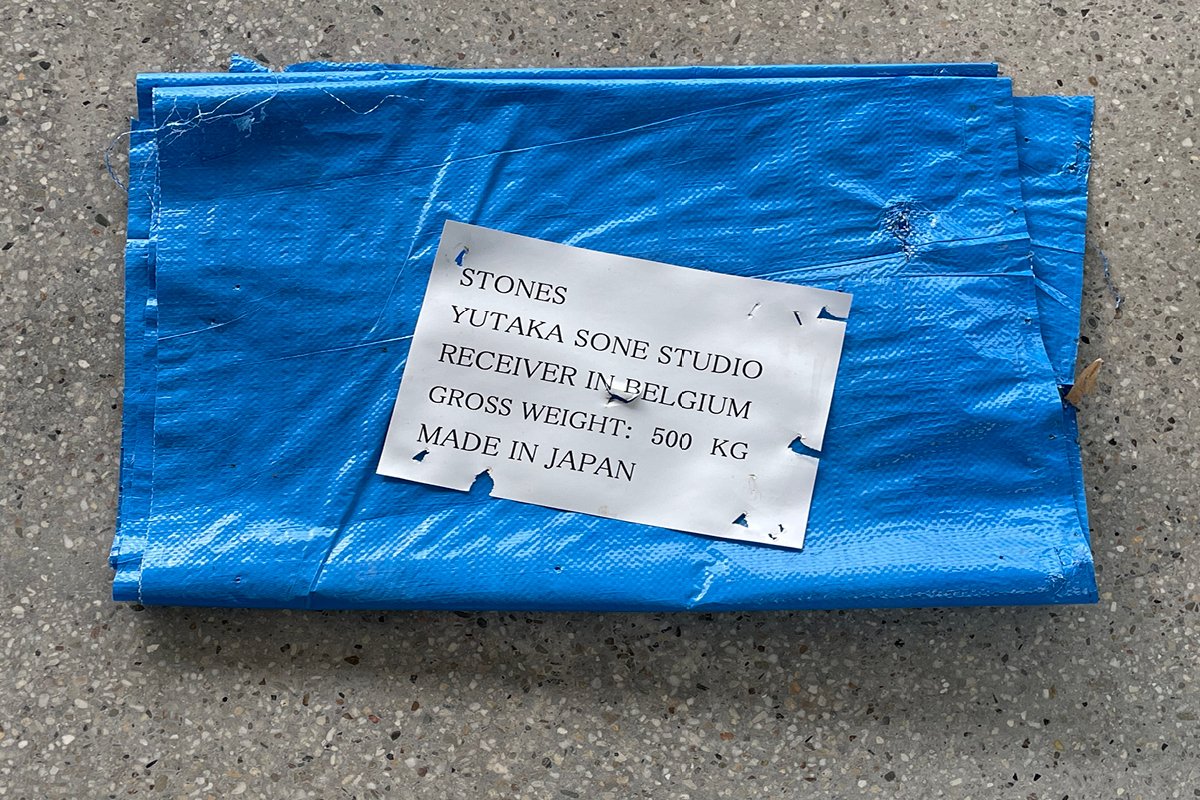 STONES
YUTAKA SONE STUDIO
RECEIVER IN BELGIUM
GROSS WEIGHT: 500 KG
MADE IN JAPAN